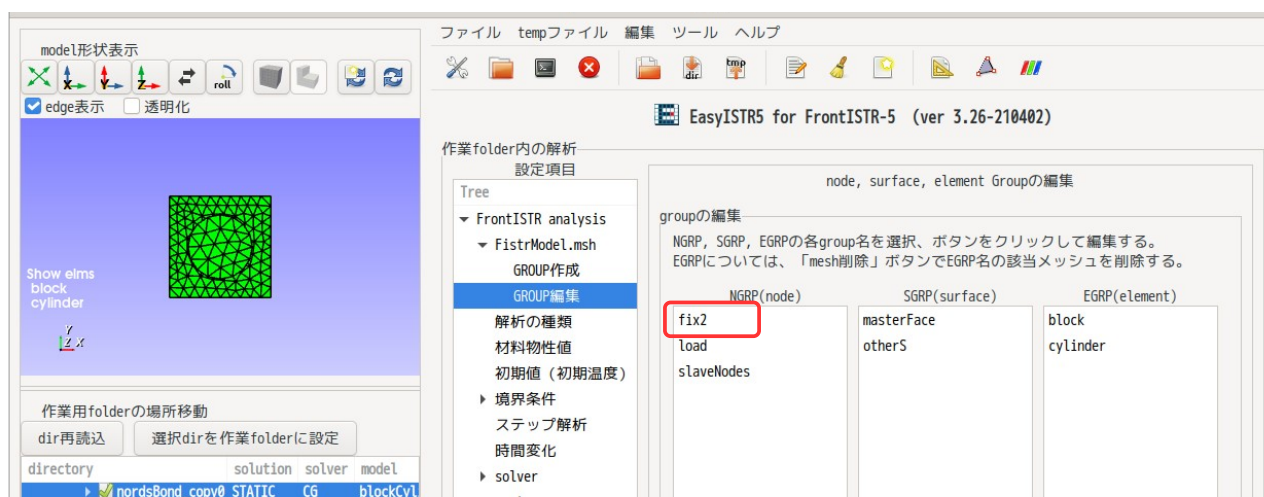 model形状表示
X
Y
Z
roll
edge表示
透明化
Show elms
block
cylinder
Y
Z X
作業用folderの場所移動
dir再読込
選択dirを作業folderに設定
directory solution solver model
nordsBond_copy0 STATIC CG blockCyl
ファイル tempファイル 編集 ツール ヘルプ
dir
tmp
EasyISTR5 for FrontISTR-5 (ver 3.26-210402)
作業folder内の解析
設定項目
Tree
FrontISTR analysis
FistrModel.msh
GROUP作成
GROUP編集
解析の種類
材料物性値
初期値（初期温度）
境界条件
ステップ解析
時間変化
solver
node, surface, element Groupの編集
groupの編集
NGRP, SGRP, EGRPの各group名を選択、ボタンをクリックして編集する。
EGRPについては、「mesh削除」ボタンでEGRP名の該当メッシュを削除する。
NGRP(node)
fix2
load
slaveNodes
SGRP(surface)
masterFace
otherS
EGRP(element)
block
cylinder